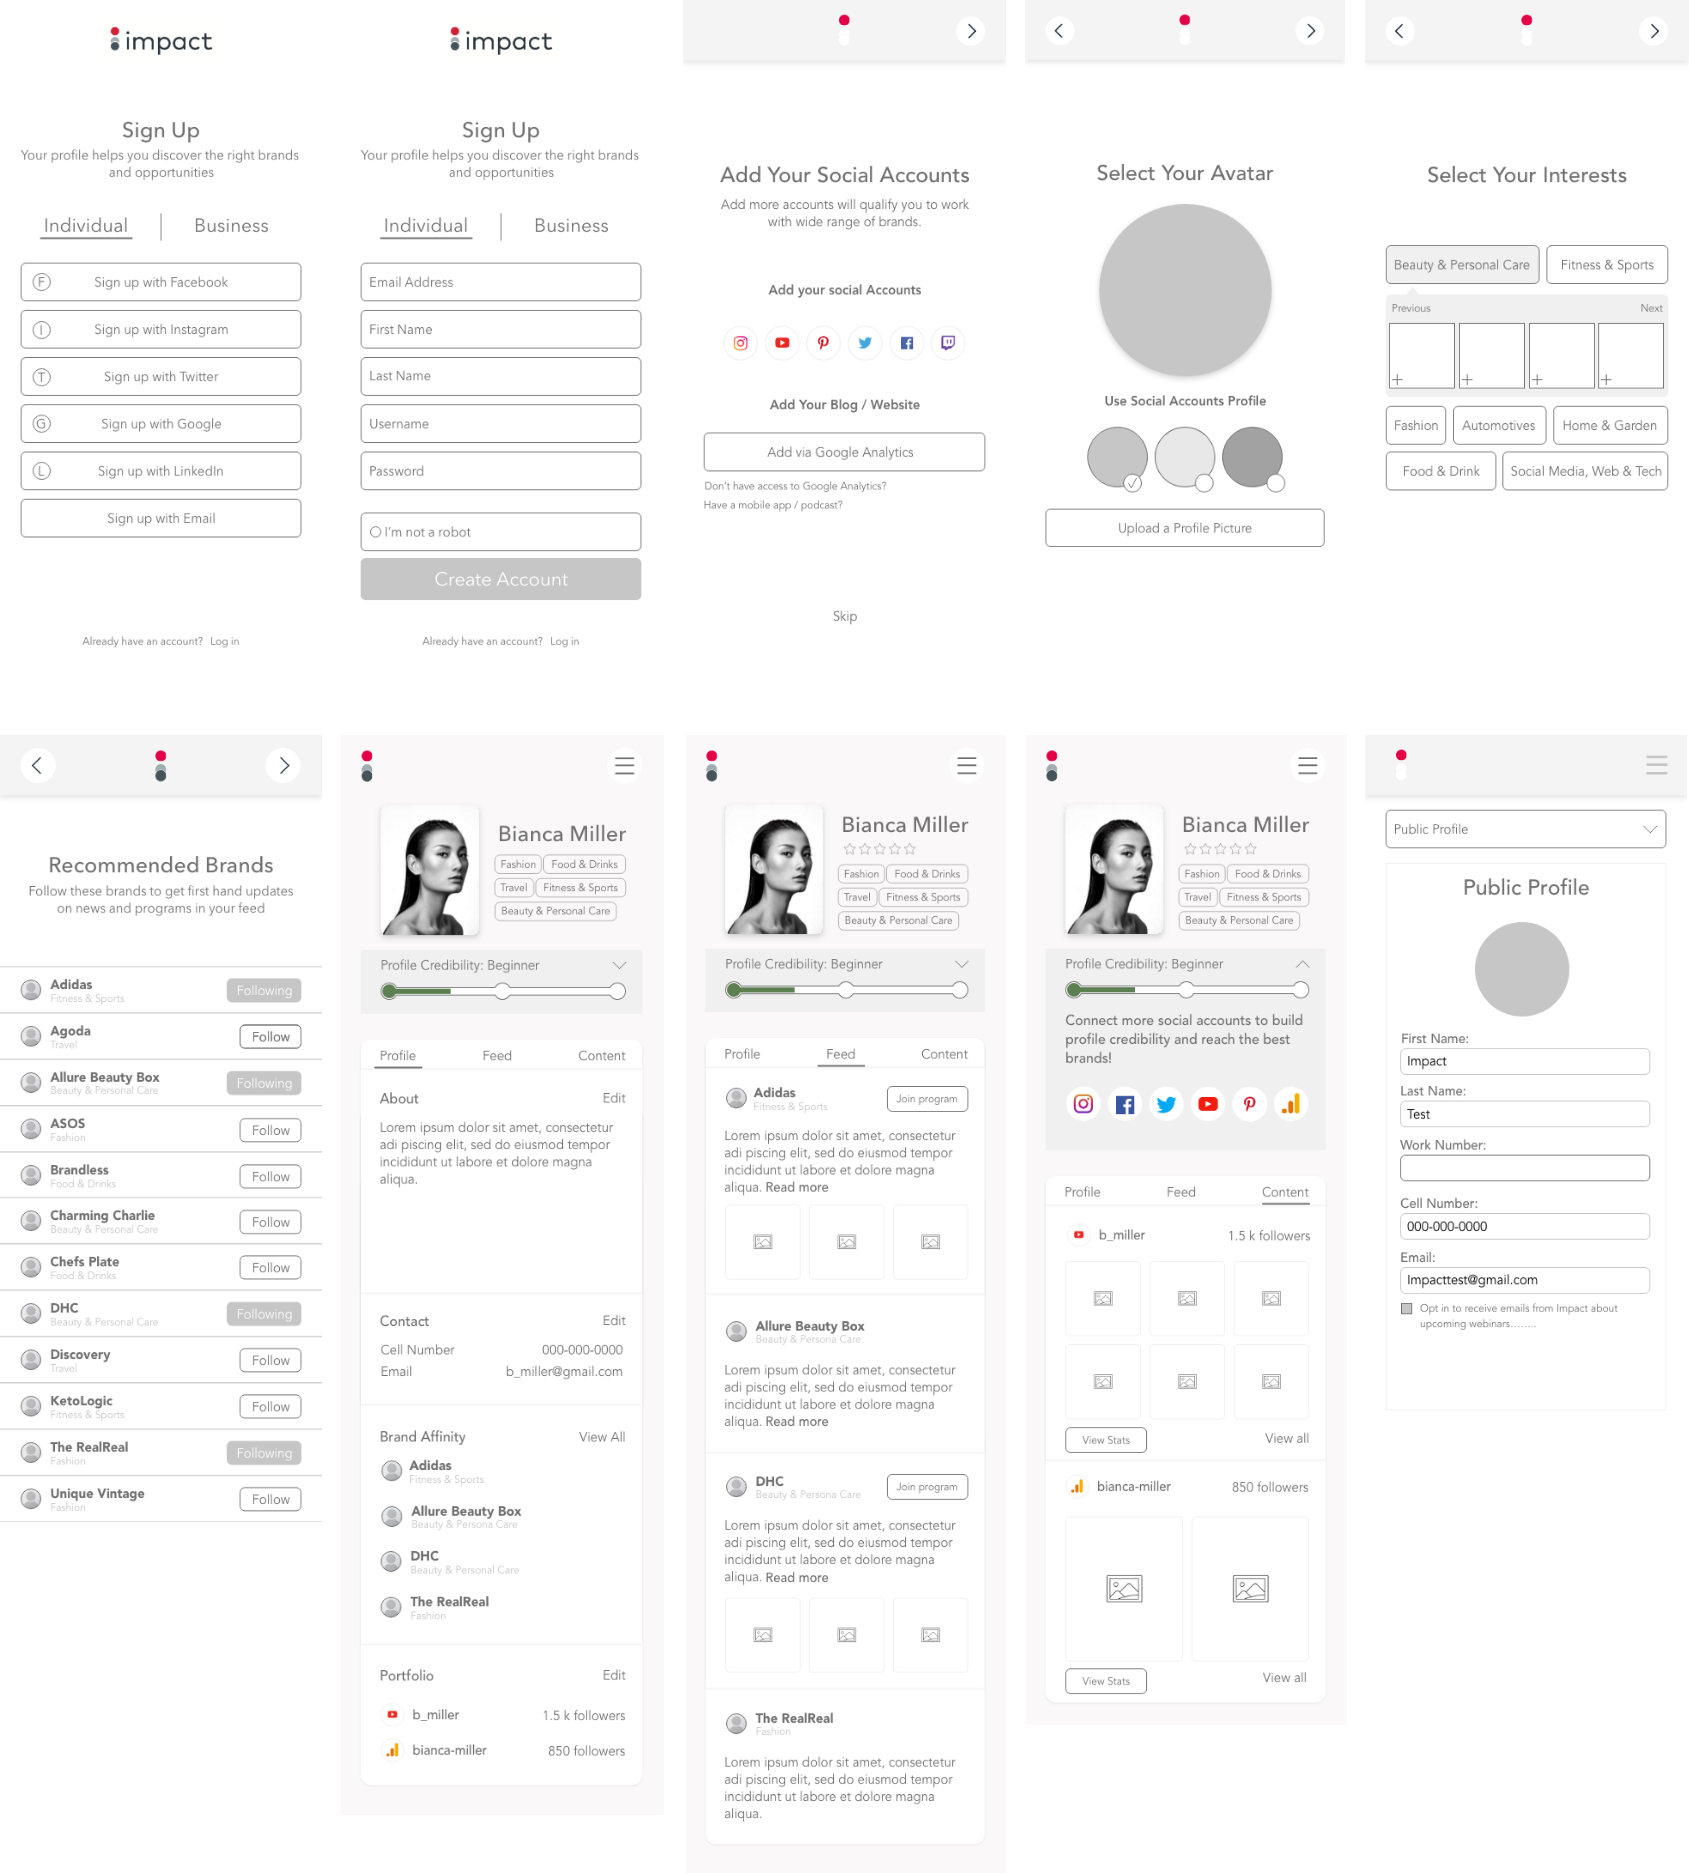 impact
Sign Up
Your profile helps you discover the right brands
and opportunities
Individual
Business
F
Sign up with Facebook
I
Sign up with Instagram
T
Sign up with Twitter
G
Sign up with Google
L
Sign up with LinkedIn
Sign up with Email
Already have an account? Log in
impact
Sign Up
Your profile helps you discover the right brands
and opportunities
Individual
Business
Email Address
First Name
Last Name
Username
Password
I'm not a robot
Create Account
Already have an account? Log in
Add Your Social Accounts
Add more accounts will qualify you to work
with wide range of brands.
Add your social Accounts
Add Your Blog / Website
Add via Google Analytics
Don't have access to Google Analytics?
Have a mobile app / podcast?
Skip
Select Your Avatar
Use Social Accounts Profile
Upload a Profile Picture
Select Your Interests
Beauty & Personal Care
Fitness & Sports
Previous
Next
Fashion
Automotives
Home & Garden
Food & Drink
Social Media, Web & Tech
Recommended Brands
Follow these brands to get first hand updates
on news and programs in your feed
Adidas
Fitness & Sports
Following
Agoda
Travel
Follow
Allure Beauty Box
Beauty & Personal Care
Following
ASOS
Fashion
Follow
Brandless
Food & Drinks
Follow
Charming Charlie
Beauty & Personal Care
Follow
Chefs Plate
Food & Drinks
Follow
DHC
Beauty & Personal Care
Following
Discovery
Travel
Follow
KetoLogic
Fitness & Sports
Follow
The RealReal
Fashion
Following
Unique Vintage
Fashion
Follow
Bianca Miller
Fashion
Food & Drinks
Travel
Fitness & Sports
Beauty & Personal Care
Profile Credibility: Beginner
Profile
Feed
Content
About
Edit
Lorem ipsum dolor sit amet, consectetur
adi piscing elit, sed do eiusmod tempor
incididunt ut labore et dolore magna
aliqua.
Contact
Edit
Cell Number
000-000-0000
Email
b_miller@gmail.com
Brand Affinity
View All
Adidas
Fitness & Sports
Allure Beauty Box
Beauty & Persona Care
DHC
Beauty & Personal Care
The RealReal
Fashion
Portfolio
Edit
b_miller
1.5 k followers
bianca-miller
850 followers
Bianca Miller
Fashion
Food & Drinks
Travel
Fitness & Sports
Beauty & Personal Care
Profile Credibility: Beginner
Profile
Feed
Content
Adidas
Fitness & Sports
Join program
Lorem ipsum dolor sit amet, consectetur
adi piscing elit, sed do eiusmod tempor
incididunt ut labore et dolore magna
aliqua. Read more
Allure Beauty Box
Beauty & Persona Care
Lorem ipsum dolor sit amet, consectetur
adi piscing elit, sed do eiusmod tempor
incididunt ut labore et dolore magna
aliqua. Read more
DHC
Beauty & Persona Care
Join program
Lorem ipsum dolor sit amet, consectetur
adi piscing elit, sed do eiusmod tempor
incididunt ut labore et dolore magna
aliqua. Read more
The RealReal
Fashion
Lorem ipsum dolor sit amet, consectetur
adi piscing elit, sed do eiusmod tempor
incididunt ut labore et dolore magna
aliqua.
Bianca Miller
Fashion
Food & Drinks
Travel
Fitness & Sports
Beauty & Personal Care
Profile Credibility: Beginner
Connect more social accounts to build
profile credibility and reach the best
brands!
Profile
Feed
Content
b_miller
1.5 k followers
View Stats
View all
bianca-miller
850 followers
View Stats
View all
Public Profile
Public Profile
First Name:
Impact
Last Name:
Test
Work Number:
Cell Number:
000-000-0000
Email:
Impacttest@gmail.com
Opt in to receive emails from Impact about
upcoming webinars........